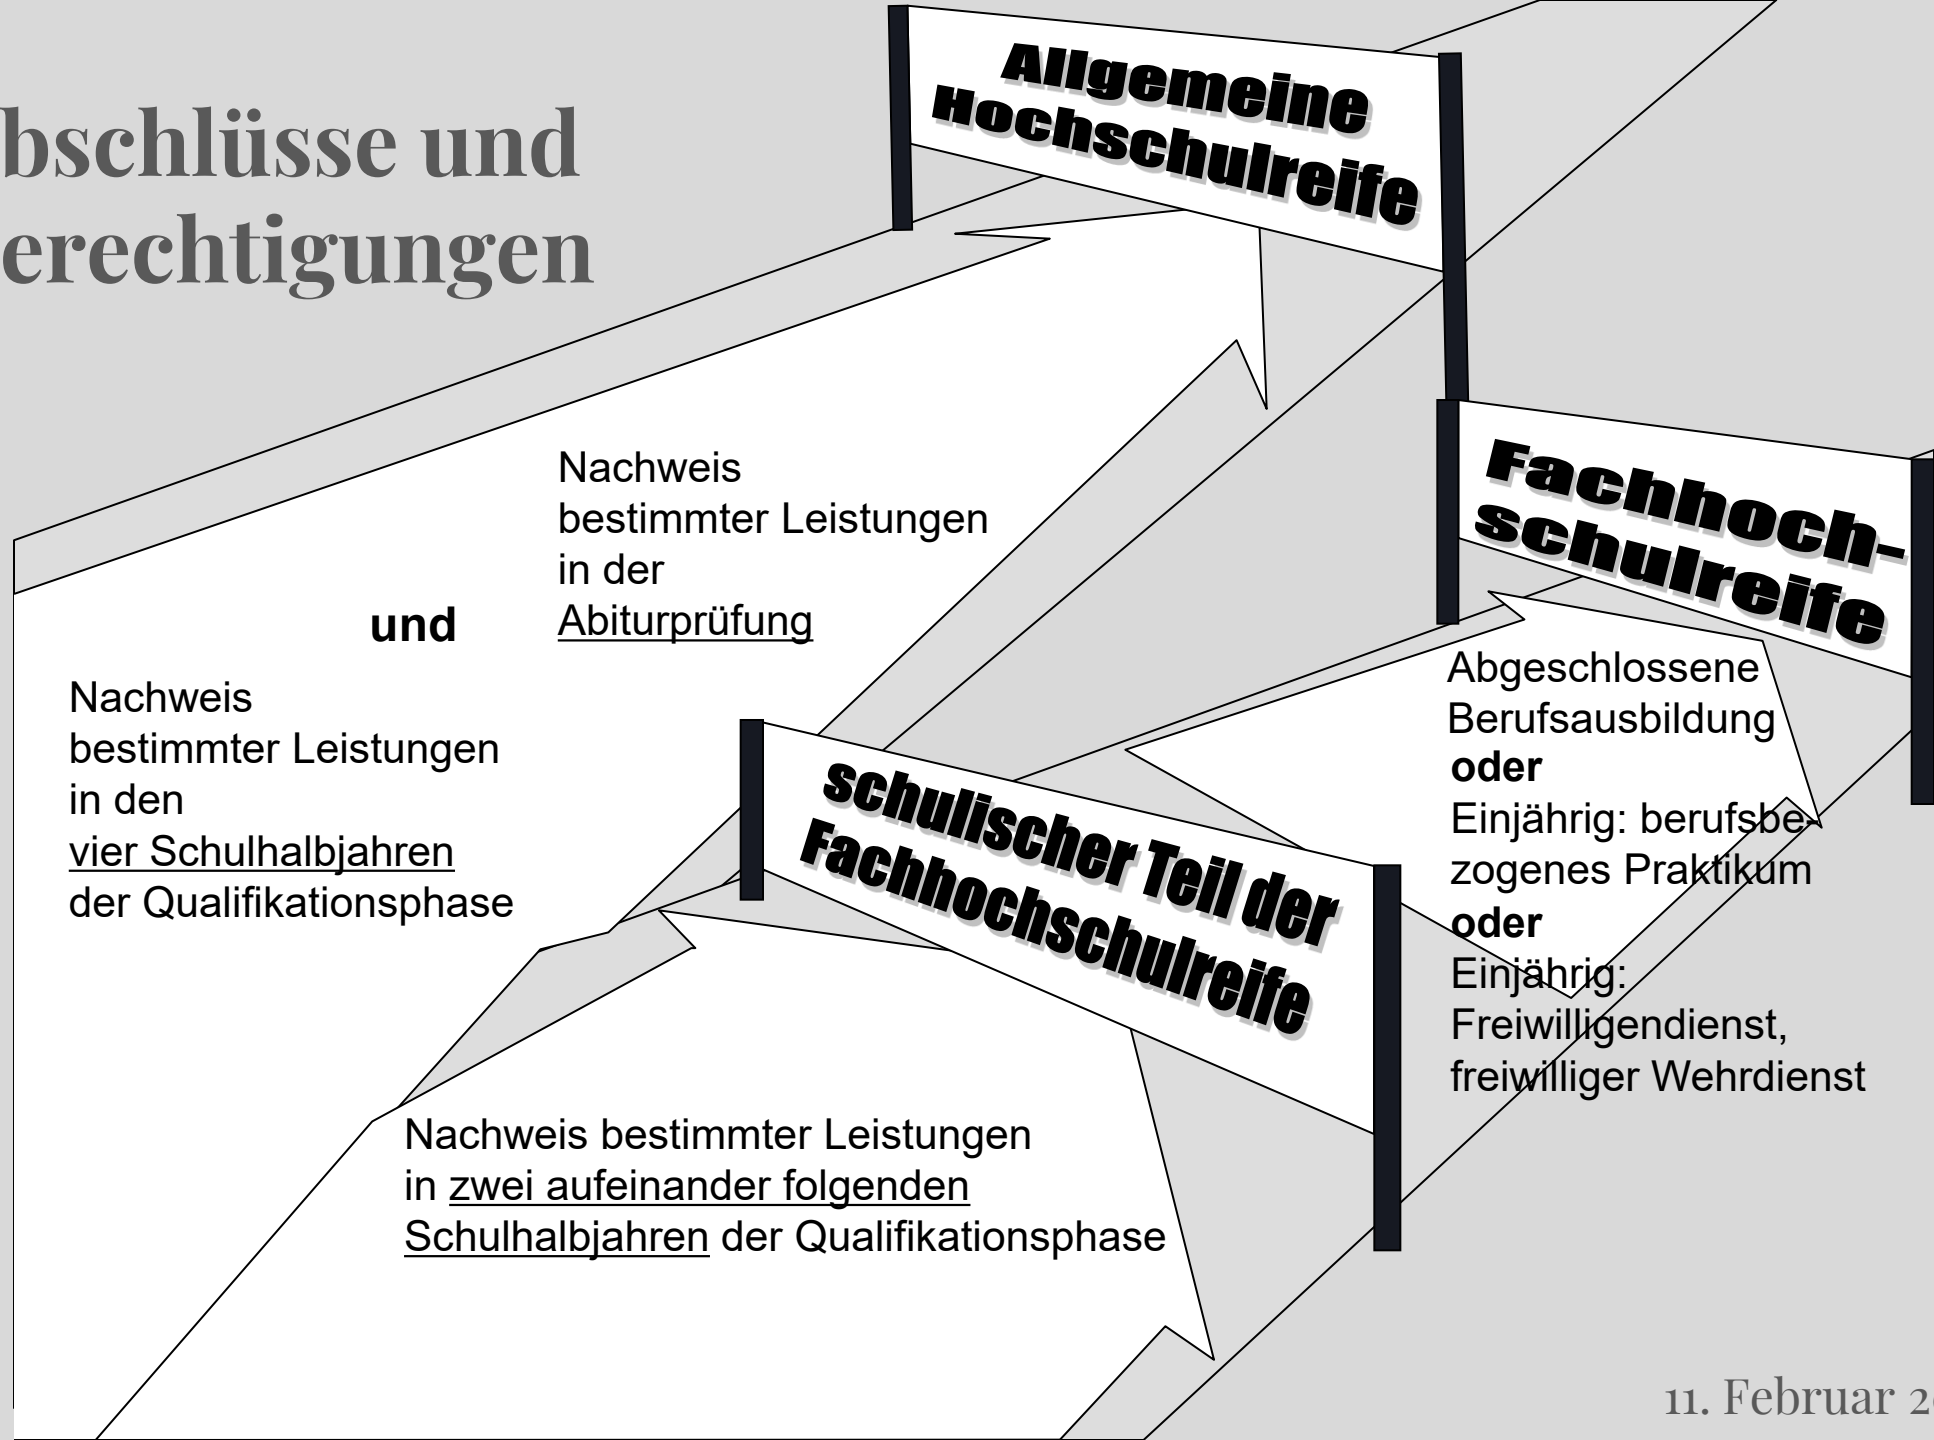 bschlüsse und
erechtigungen
Allgemeine
Hochschulreife
Fachhoch-
schulreife
Nachweis
bestimmter Leistungen
in der
Abiturprüfung
und
Nachweis
bestimmter Leistungen
in den
vier Schulhalbjahren
der Qualifikationsphase
schulischer Teil der
Fachhochschulreife
Abgeschlossene
Berufsausbildung
oder
Einjährig: berufsbe-
zogenes Praktikum
oder
Einjährig:
Freiwilligendienst,
freiwilliger Wehrdienst
Nachweis bestimmter Leistungen
in zwei aufeinander folgenden
Schulhalbjahren der Qualifikationsphase
11. Februar 2